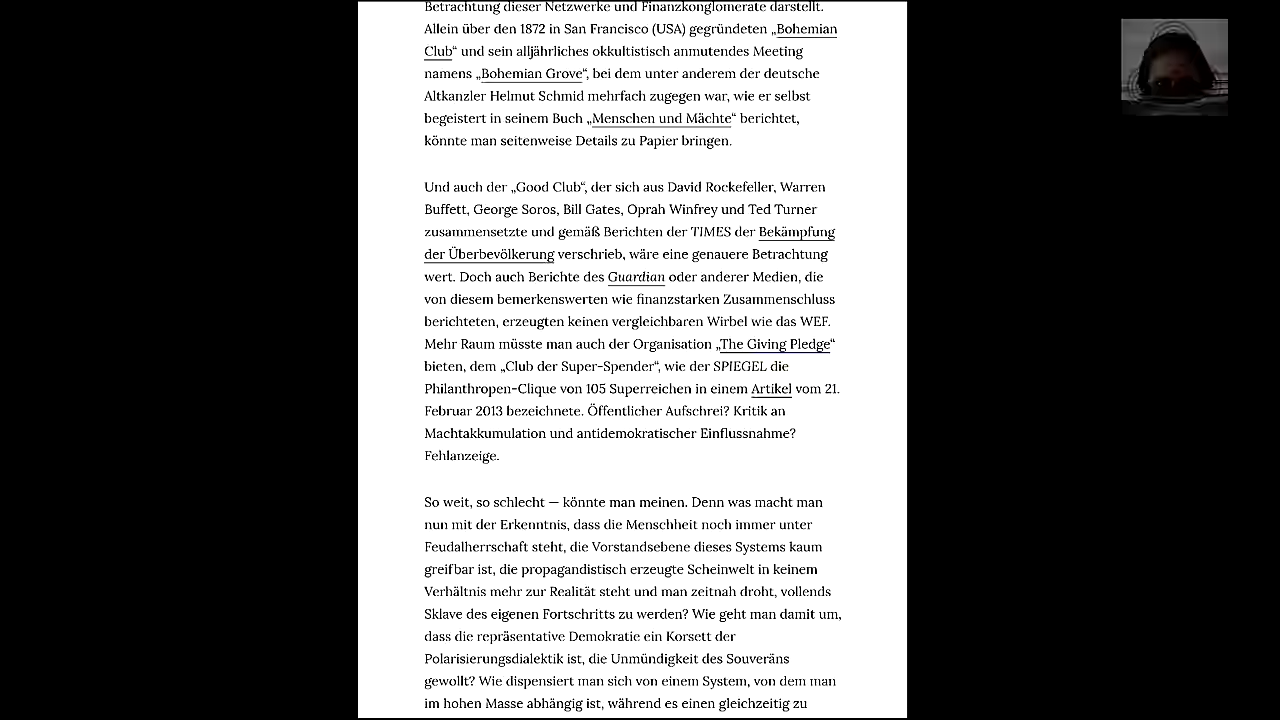 Betrachtung dieser Netzwerke und Finanzkonglomerate darstellt.
Allein über den 1872 in San Francisco (USA) gegründeten „Bohemian
Club“ und sein alljährliches okkultistisch anmutendes Meeting
namens „Bohemian Grove“, bei dem unter anderem der deutsche
Altkanzler Helmut Schmid mehrfach zugegen war, wie er selbst
begeistert in seinem Buch „Menschen und Mächte“ berichtet,
könnte man seitenweise Details zu Papier bringen.
Und auch der „Good Club“, der sich aus David Rockefeller, Warren
Buffett, George Soros, Bill Gates, Oprah Winfrey und Ted Turner
zusammensetzte und gemäß Berichten der TIMES der Bekämpfung
der Überbevölkerung verschrieb, wäre eine genauere Betrachtung
wert. Doch auch Berichte des Guardian oder anderer Medien, die
von diesem bemerkenswerten wie finanzstarken Zusammenschluss
berichteten, erzeugten keinen vergleichbaren Wirbel wie das WEF.
Mehr Raum müsste man auch der Organisation „The Giving Pledge“
bieten, dem „Club der Super-Spender“, wie der SPIEGEL die
Philanthropen-Clique von 105 Superreichen in einem Artikel vom 21.
Februar 2013 bezeichnete. Öffentlicher Aufschrei? Kritik an
Machtakkumulation und antidemokratischer Einflussnahme?
Fehlanzeige.
So weit, so schlecht — könnte man meinen. Denn was macht man
nun mit der Erkenntnis, dass die Menschheit noch immer unter
Feudalherrschaft steht, die Vorstandsebene dieses Systems kaum
greifbar ist, die propagandistisch erzeugte Scheinwelt in keinem
Verhältnis mehr zur Realität steht und man zeitnah droht, vollends
Sklave des eigenen Fortschritts zu werden? Wie geht man damit um,
dass die repräsentative Demokratie ein Korsett der
Polarisierungsdialektik ist, die Unmündigkeit des Souveräns
gewollt? Wie dispensiert man sich von einem System, von dem man
im hohen Masse abhängig ist, während es einen gleichzeitig zu